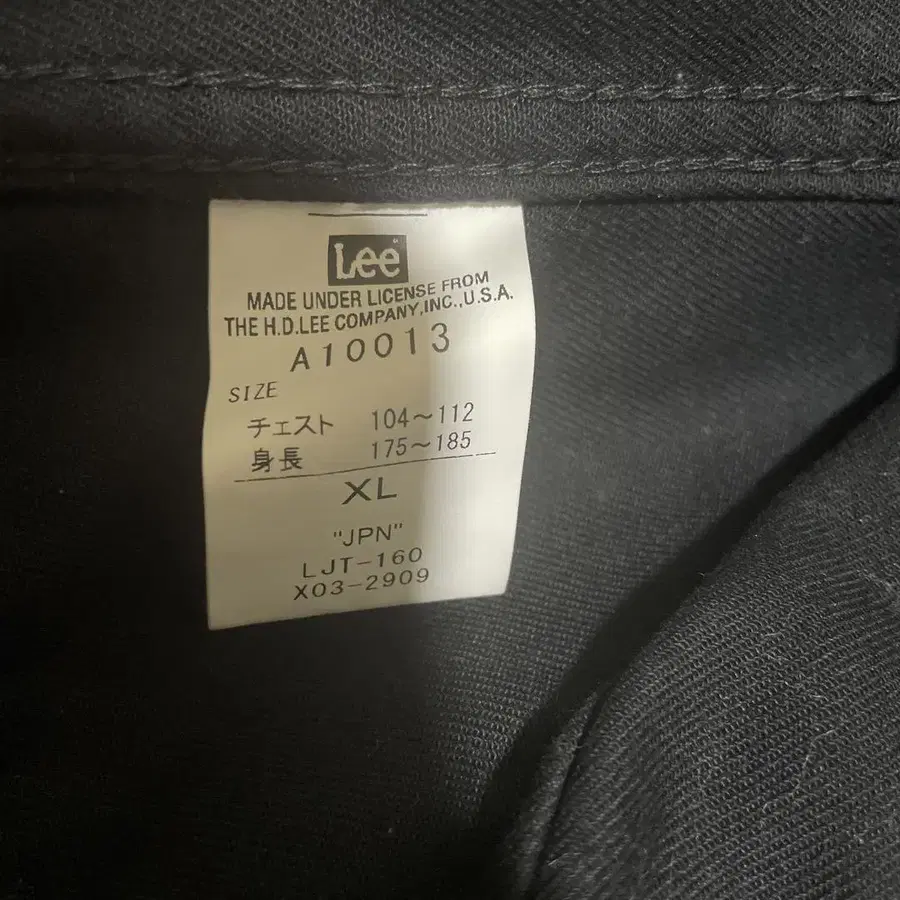 Lee
MADE UNDER LICENSE FROM
THE H.D.LEE COMPANY,INC.,U.S.A.
A10013
SIZE
チェスト 104～112
身長 175～185
XL
"JPN"
LJT-160
X03-2909